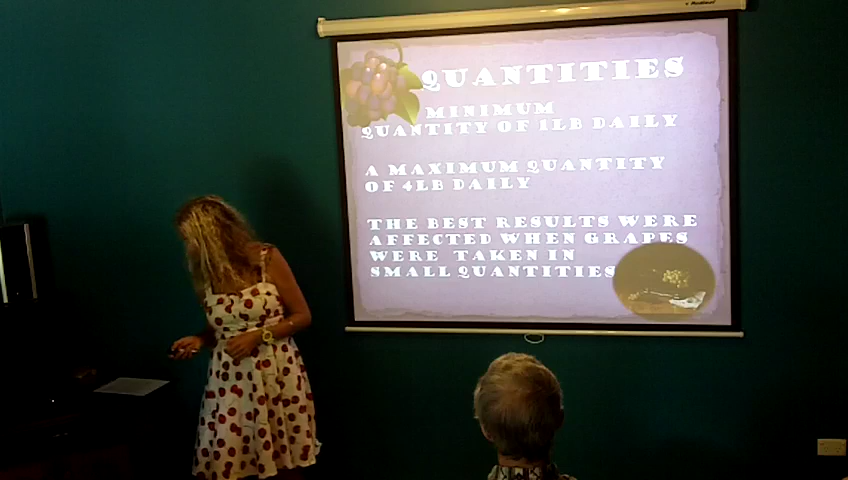 QUANTITIES
MINIMUM
QUANTITY OF 1LB DAILY
A MAXIMUM QUANTITY
OF 4LB DAILY
THE BEST RESULTS WERE
AFFECTED WHEN GRAPES
WERE TAKEN IN
SMALL QUANTITIES